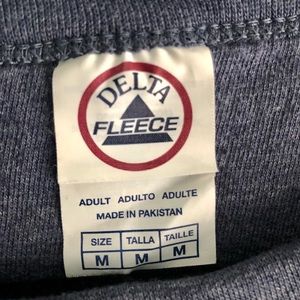 DELTA
FLEECE
ADULT ADULTO ADULTE
MADE IN PAKISTAN
SIZE TALLA TAILLE
M M M